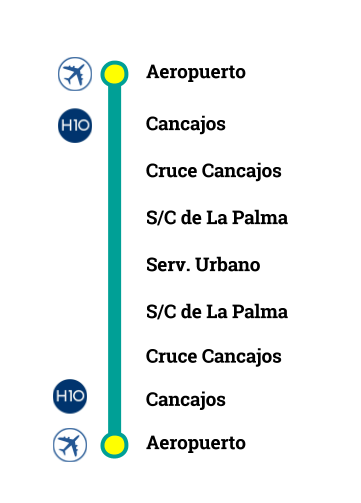 Aeropuerto
H10 Cancajos
Cruce Cancajos
S/C de La Palma
Serv. Urbano
S/C de La Palma
Cruce Cancajos
H10 Cancajos
Aeropuerto